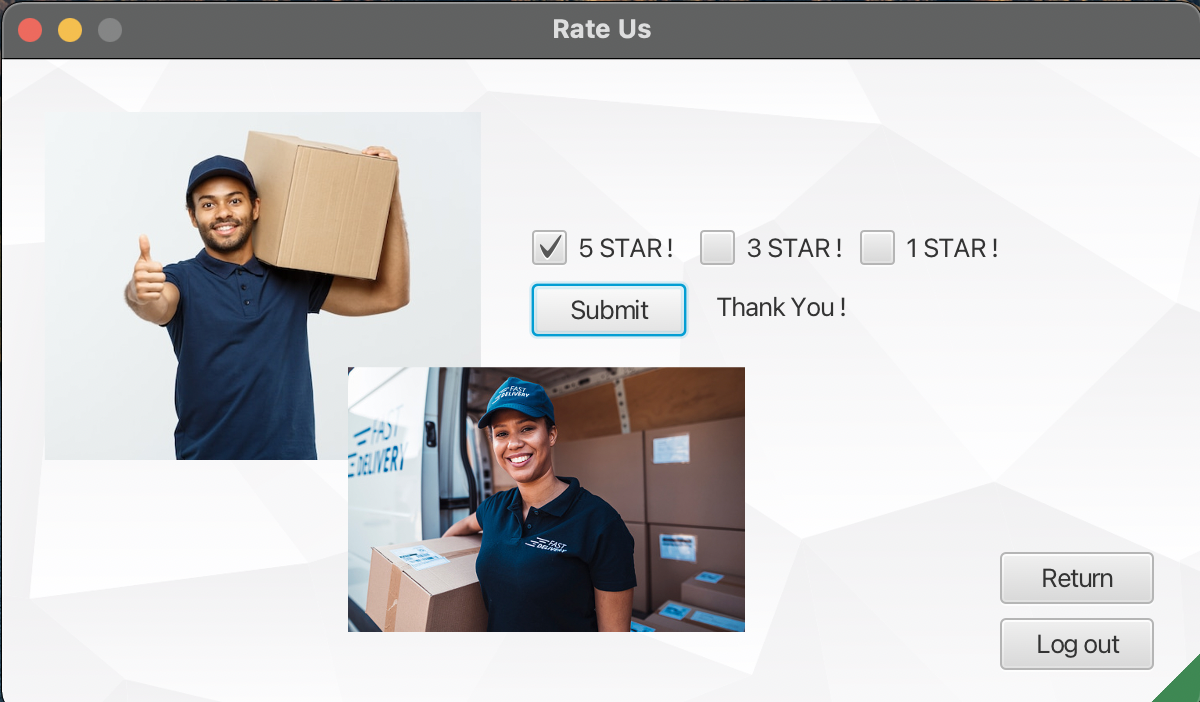 Rate Us
5 STAR! 3 STAR! 1 STAR!
Submit Thank You!
FAST
DELIVERY
FAST
DELIVERY
FAST
DELIVERY
Return
Log out